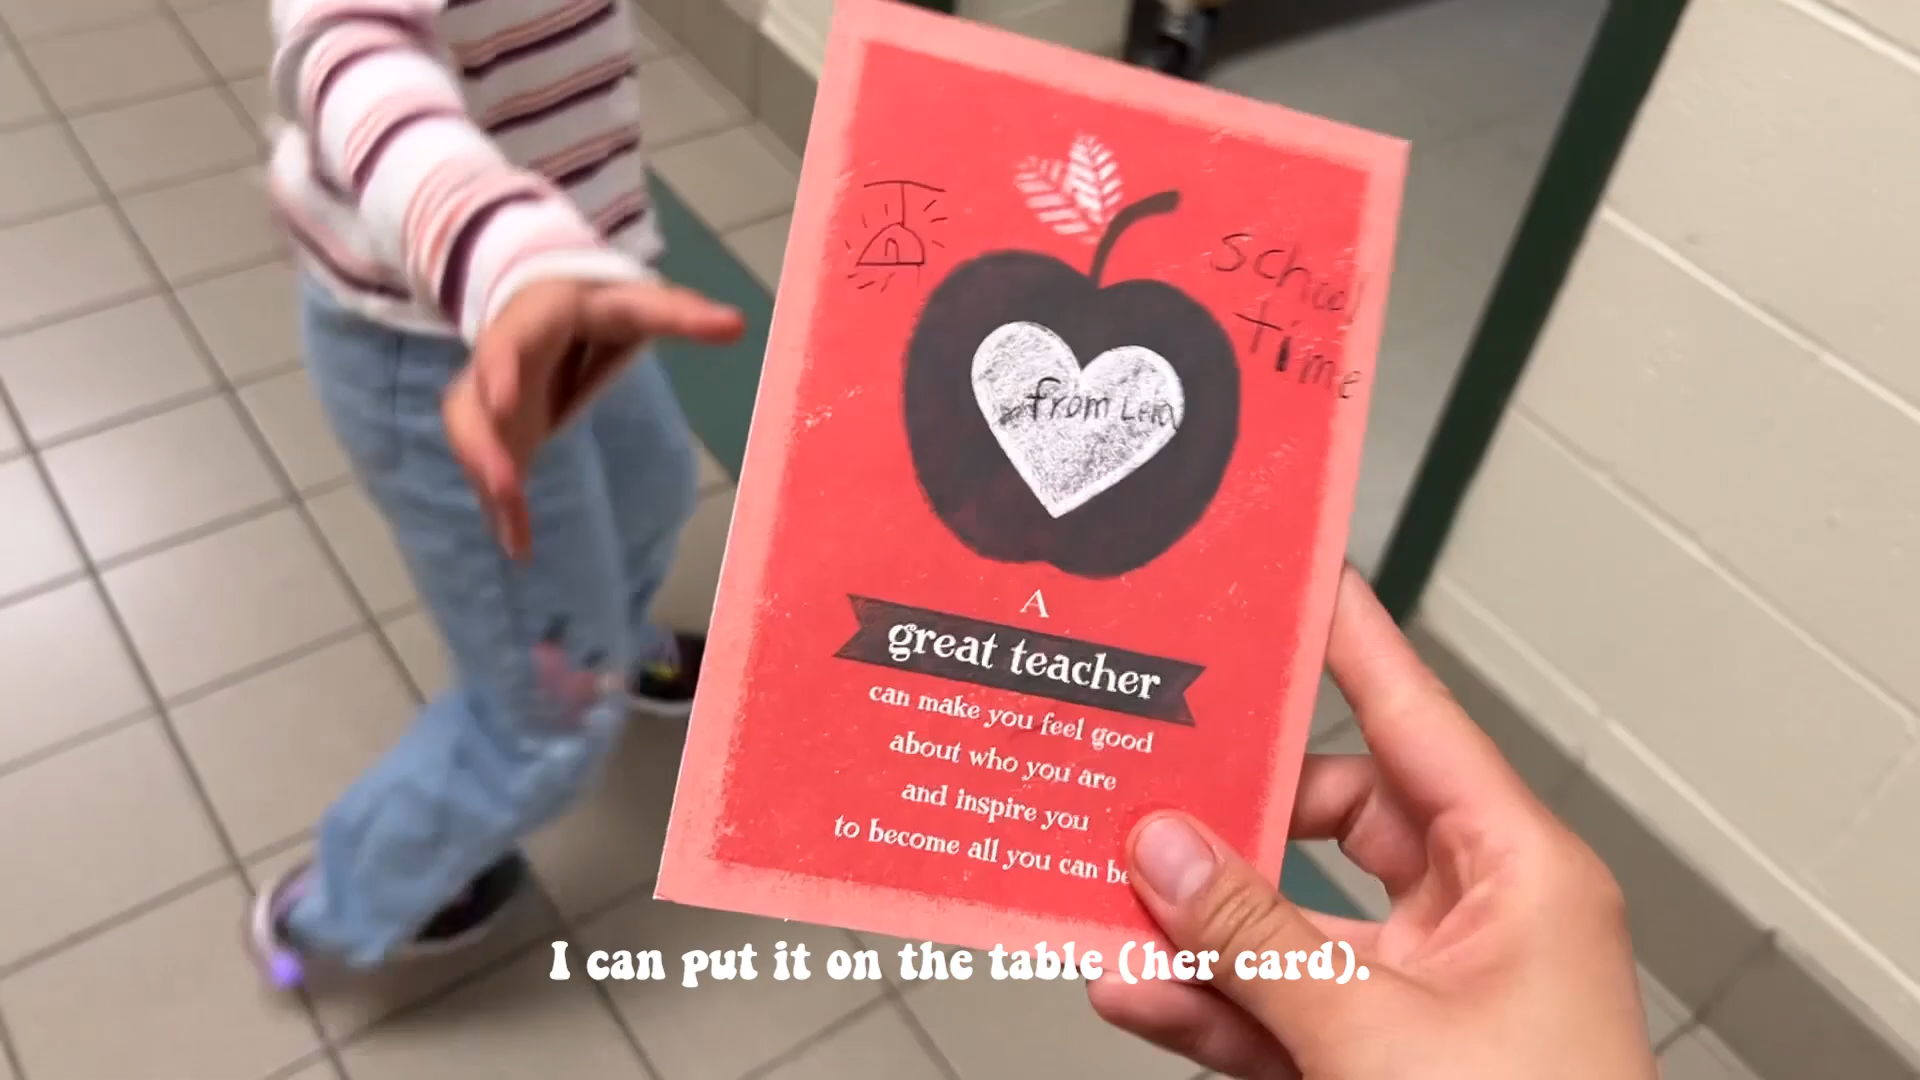 school
time
from Lena
A
great teacher
can make you feel good
about who you are
and inspire you
to become all you can be
I can put it on the table (her card).